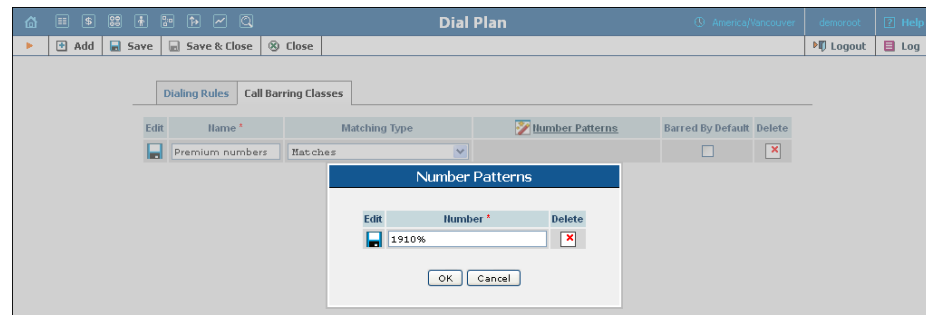 Dial Plan America/Vancouver demoroot Help
Add Save Save & Close Close Logout Log
Dialing Rules Call Barring Classes
Edit Name * Matching Type Number Patterns Barred By Default Delete
Premium numbers Matches
Number Patterns
Edit Number * Delete
1910%
OK Cancel